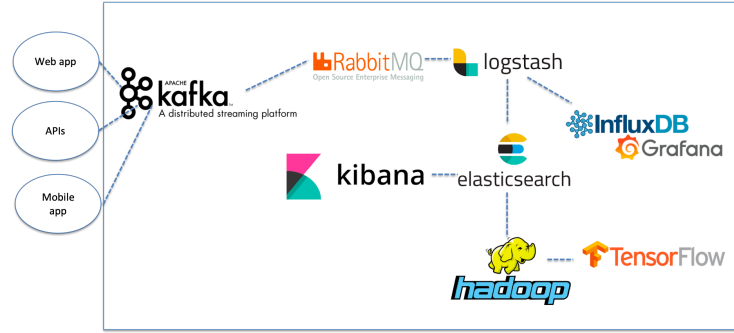 Web app
APIs
Mobile
app
APACHE
kafka
A distributed streaming platform
RabbitMQ
Open Source Enterprise Messaging
logstash
InfluxDB
Grafana
kibana
elasticsearch
hadoop
TensorFlow